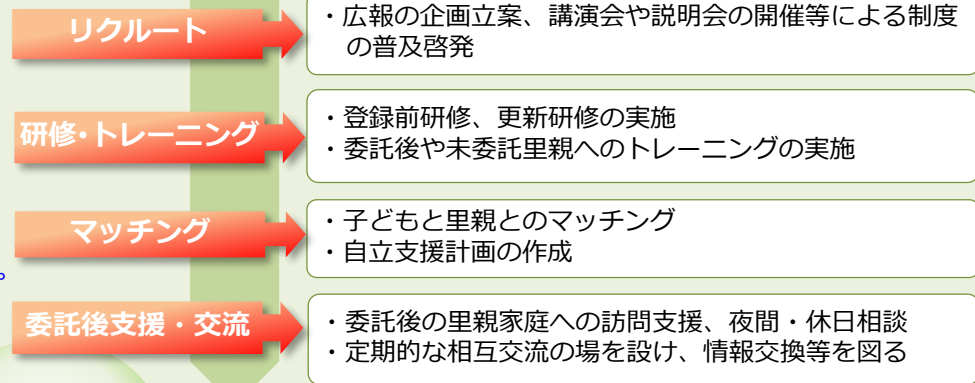 リクルート
・広報の企画立案、講演会や説明会の開催等による制度
の普及啓発
研修・トレーニング
・登録前研修、更新研修の実施
・委託後や未委託里親へのトレーニングの実施
マッチング
・子どもと里親とのマッチング
・自立支援計画の作成
。
委託後支援・交流
・委託後の里親家庭への訪問支援、夜間・休日相談
・定期的な相互交流の場を設け、情報交換等を図る